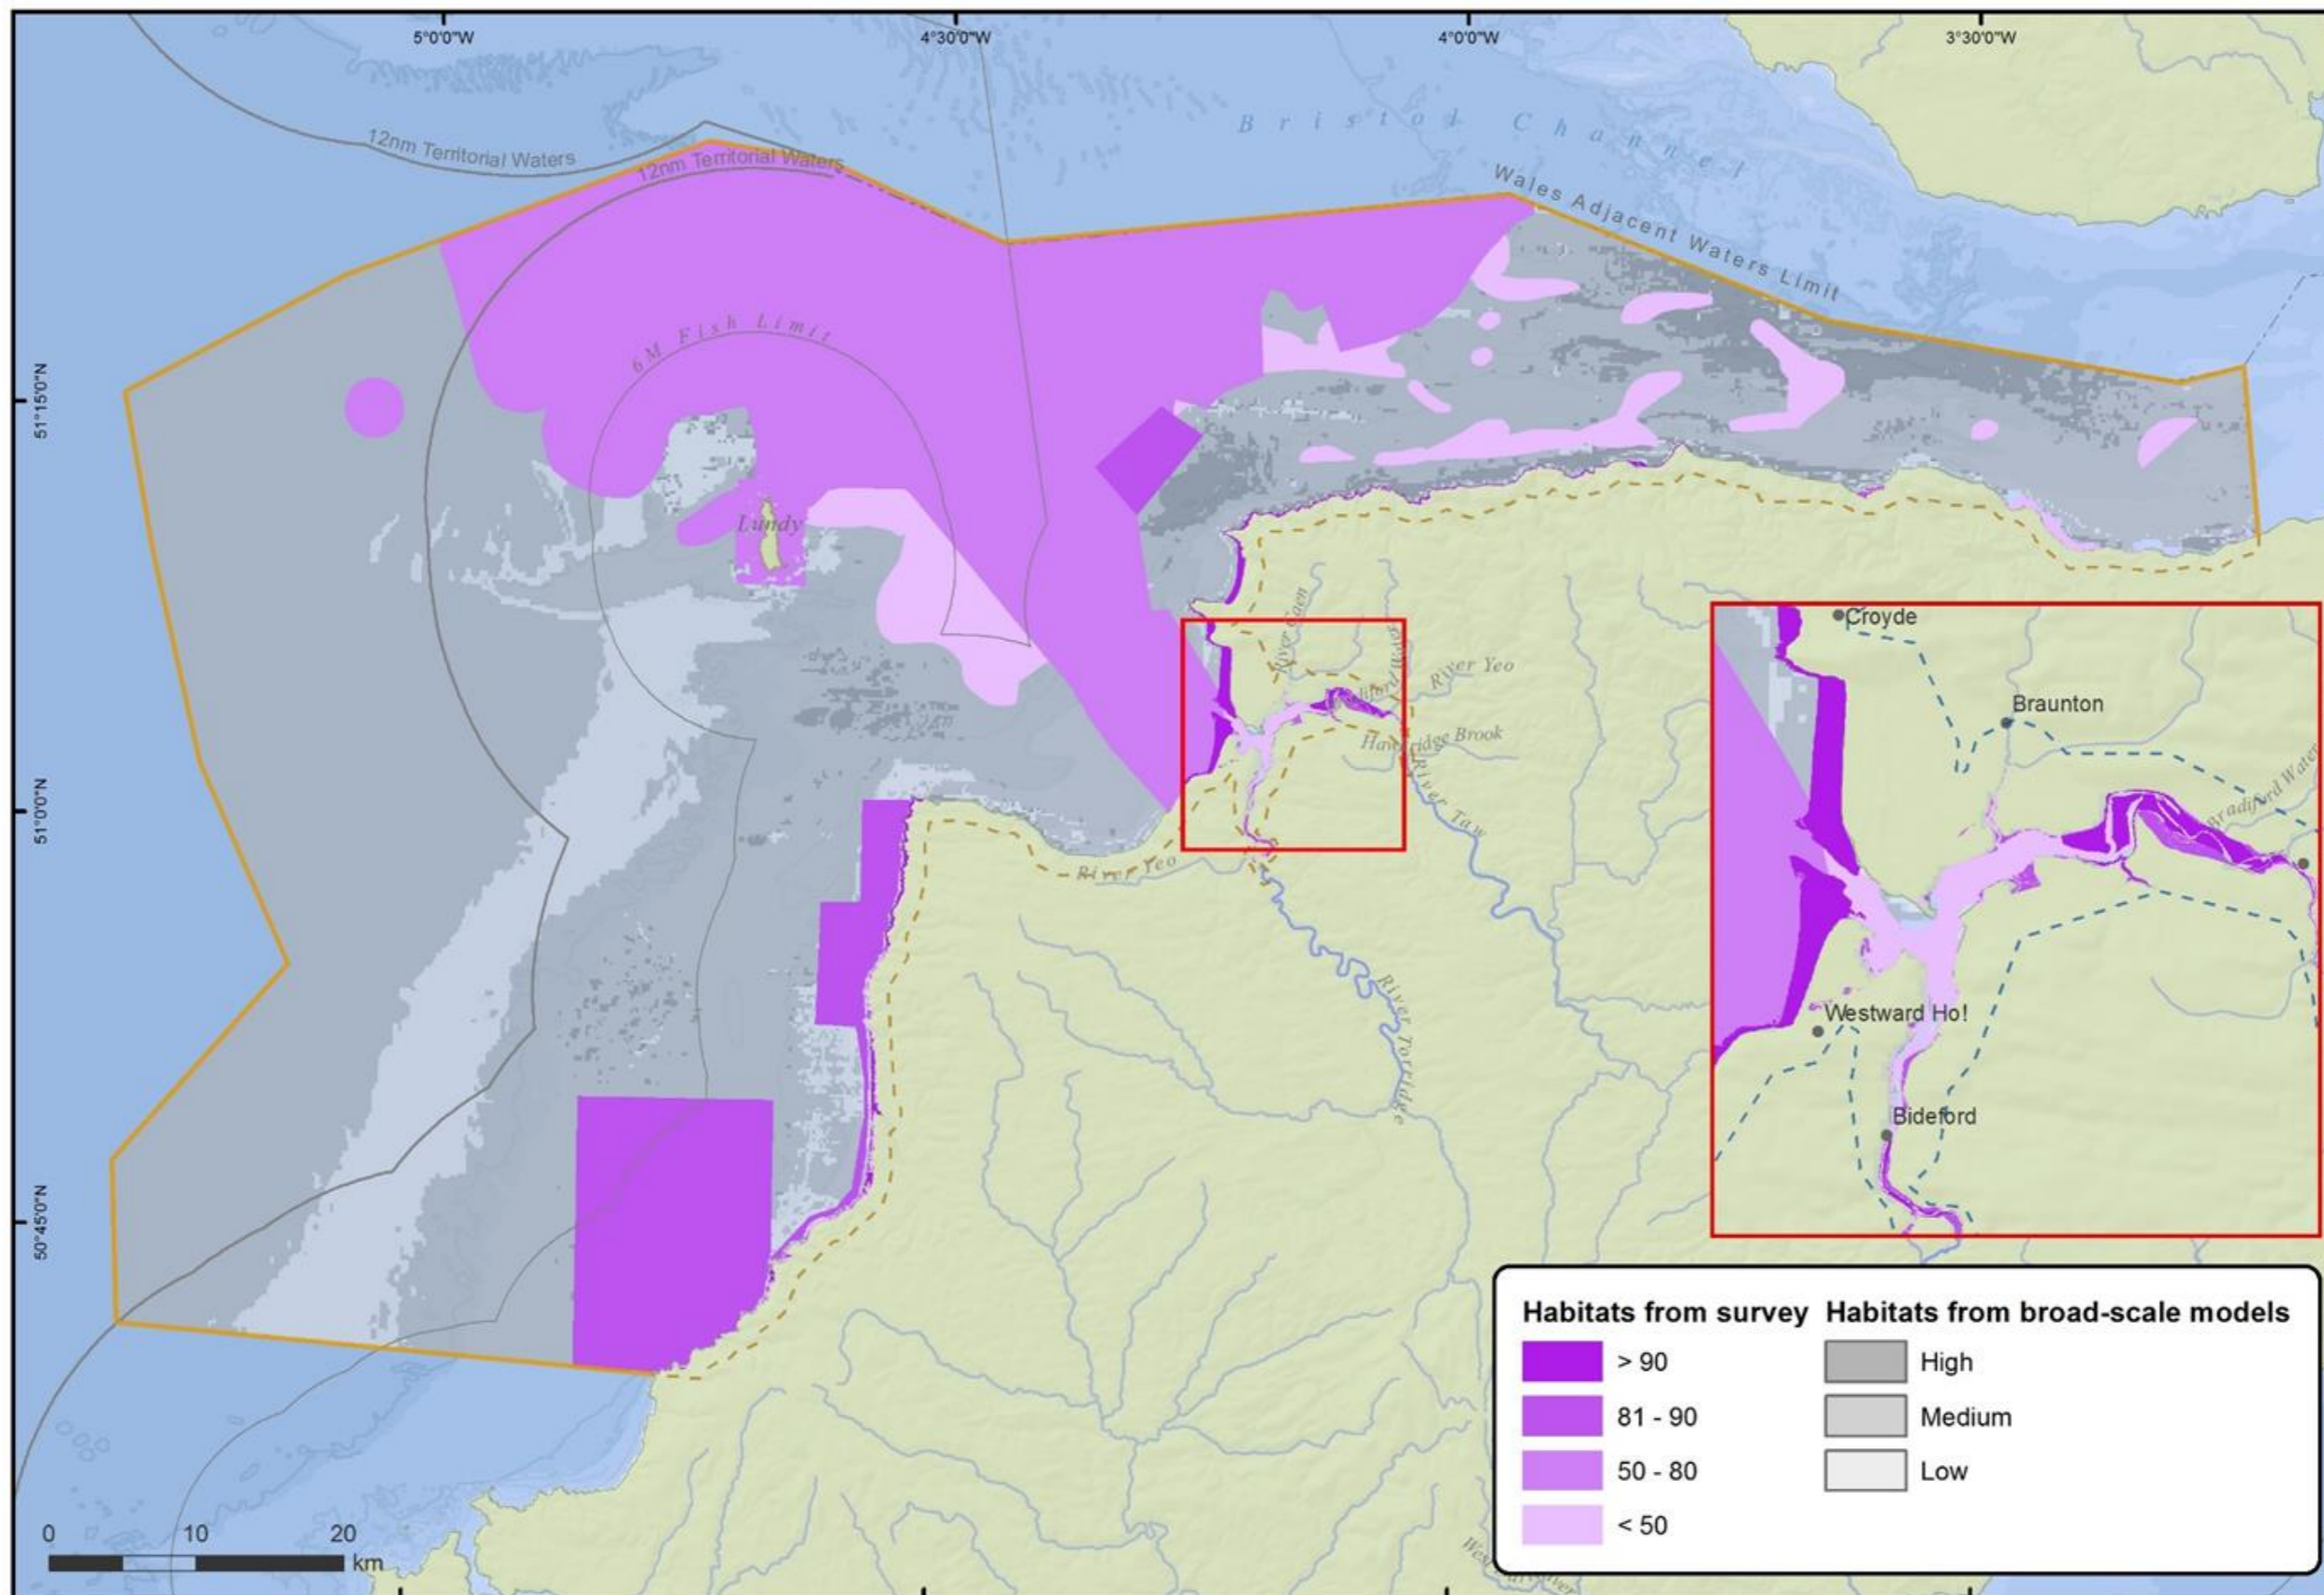 5°0'0"W
4°30'0"W
4°0'0"W
3°30'0"W
Bristol Channel
12nm Territorial Waters
12nm Territorial Waters
Wales Adjacent Waters Limit
6M Fish Limit
51°15'0"N
Lundy
River Caen
River Yeo
Hawkridge Brook
River Taw
51°0'0"N
River Yeo
River Torridge
50°45'0"N
Croyde
Braunton
Bradiford Water
Westward Ho!
Bideford
Habitats from survey
> 90
81 - 90
50 - 80
< 50
Habitats from broad-scale models
High
Medium
Low
0 10 20
km